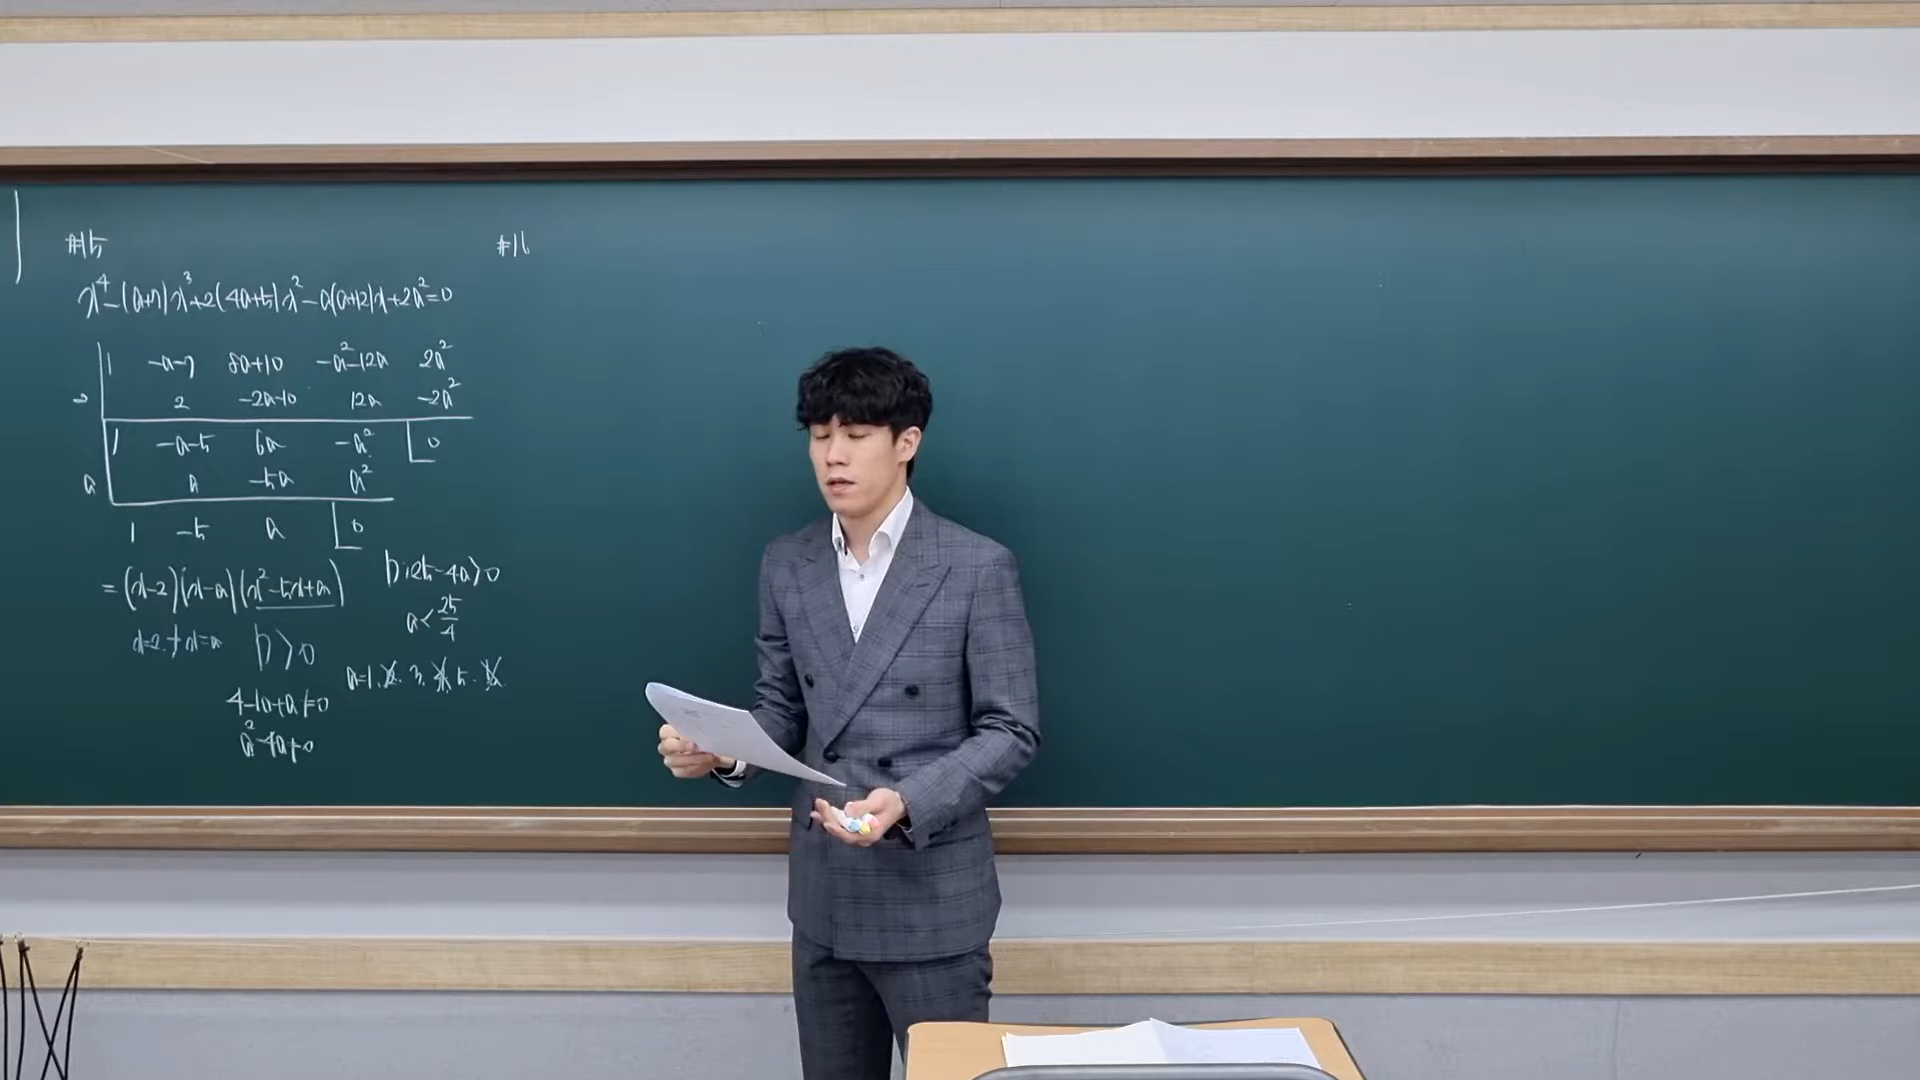 #15
x⁴-(a+7)x³+2(4a+5)x²-a(a+12)x+2a²=0
1 -a-7 8a+10 -a²-12a 2a²
2 2 -2a-10 12a -2a²
1 -a-5 6a -a² 0
a a -5a a²
1 -5 a 0
=(x-2)(x-a)(x²-5x+a)
x=2≠x=a D>0
4-10+a≠0
a²-4a≠0
D:25-4a>0
a<25/4
a=1.2.3.4.5.6.
#16